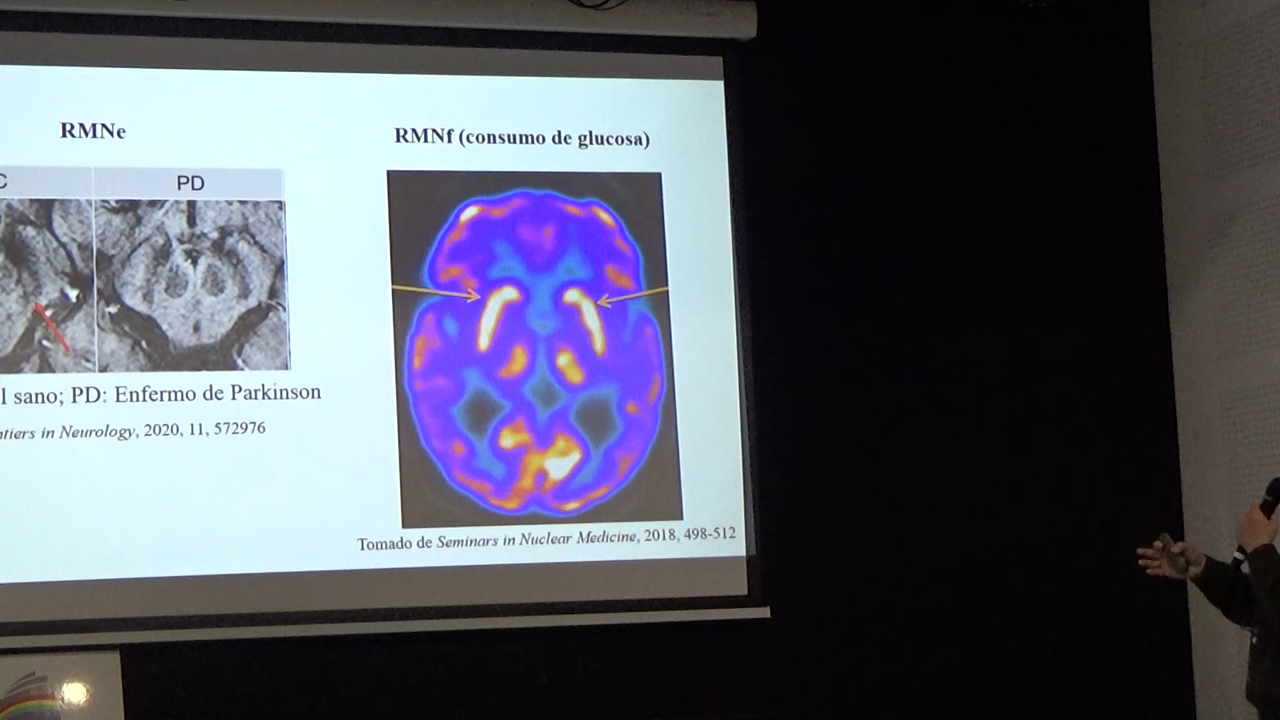 RMNe
C PD
l sano; PD: Enfermo de Parkinson
ntiers in Neurology, 2020, 11, 572976
RMNf (consumo de glucosa)
Tomado de Seminars in Nuclear Medicine, 2018, 498-512